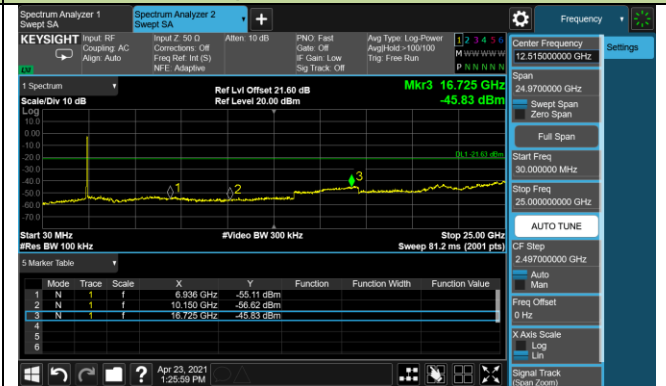 Spectrum Analyzer 1
Swept SA
Spectrum Analyzer 2
Swept SA
+
Frequency
KEYSIGHT
Input: RF
Coupling: AC
Align: Auto
Input Z: 50 Ω
Corrections: Off
Freq Ref: Int (S)
NFE: Adaptive
Atten: 10 dB
PNO: Fast
Gate: Off
IF Gain: Low
Sig Track: Off
Avg Type: Log-Power
Avg|Hold:>100/100
Trig: Free Run
1 2 3 4 5 6
M W W W W W
P N N N N N
LXI
1 Spectrum
Scale/Div 10 dB
Ref Lvl Offset 21.60 dB
Ref Level 20.00 dBm
Mkr3 16.725 GHz
-45.83 dBm
Log
10.0
0.00
-10.0
-20.0
-30.0
-40.0
-50.0
-60.0
-70.0
DL1 -21.63 dBm
1
2
3
Start 30 MHz
#Res BW 100 kHz
#Video BW 300 kHz
Stop 25.00 GHz
Sweep 81.2 ms (2001 pts)
5 Marker Table
Mode Trace Scale X Y Function Function Width Function Value
1 N 1 f 6.936 GHz -55.11 dBm
2 N 1 f 10.150 GHz -56.62 dBm
3 N 1 f 16.725 GHz -45.83 dBm
4
5
6
?
Apr 23, 2021
1:25:59 PM
Center Frequency
12.515000000 GHz
Settings
Span
24.9700000 GHz
Swept Span
Zero Span
Full Span
Start Freq
30.000000 MHz
Stop Freq
25.000000000 GHz
AUTO TUNE
CF Step
2.497000000 GHz
Auto
Man
Freq Offset
0 Hz
X Axis Scale
Log
Lin
Signal Track
(Span Zoom)